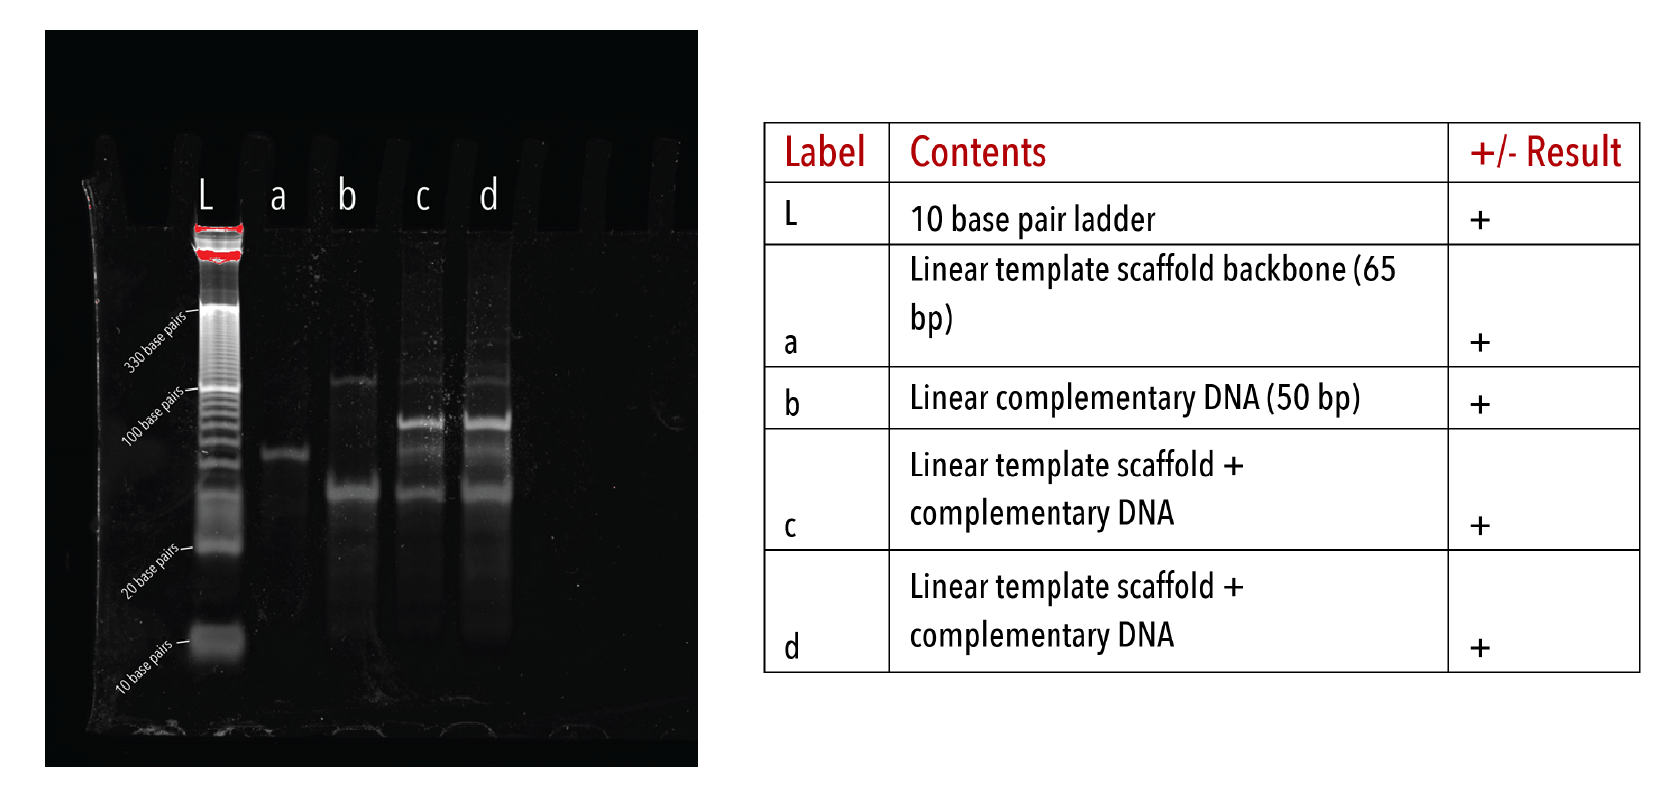 L a b c d
330 base pairs
100 base pairs
20 base pairs
10 base pairs
Label Contents +/- Result
L 10 base pair ladder +
Linear template scaffold backbone (65
bp)
a +
b Linear complementary DNA (50 bp) +
Linear template scaffold +
complementary DNA
c +
Linear template scaffold +
complementary DNA
d +